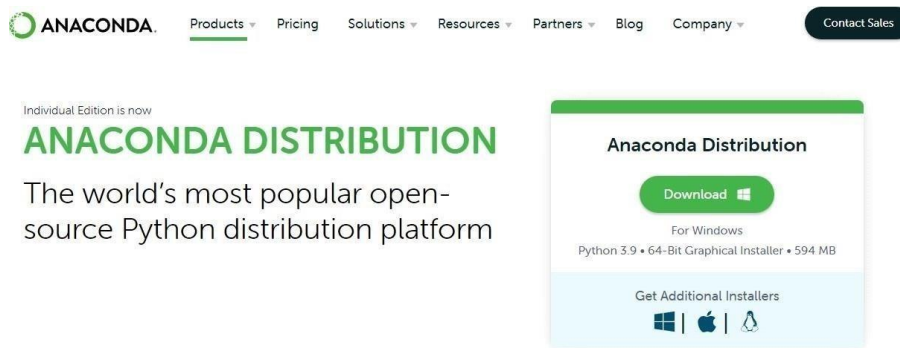 ANACONDA.
Products
Pricing
Solutions
Resources
Partners
Blog
Company
Contact Sales
Individual Edition is now
ANACONDA DISTRIBUTION
The world's most popular open-
source Python distribution platform
Anaconda Distribution
Download
For Windows
Python 3.9 • 64-Bit Graphical Installer • 594 MB
Get Additional Installers